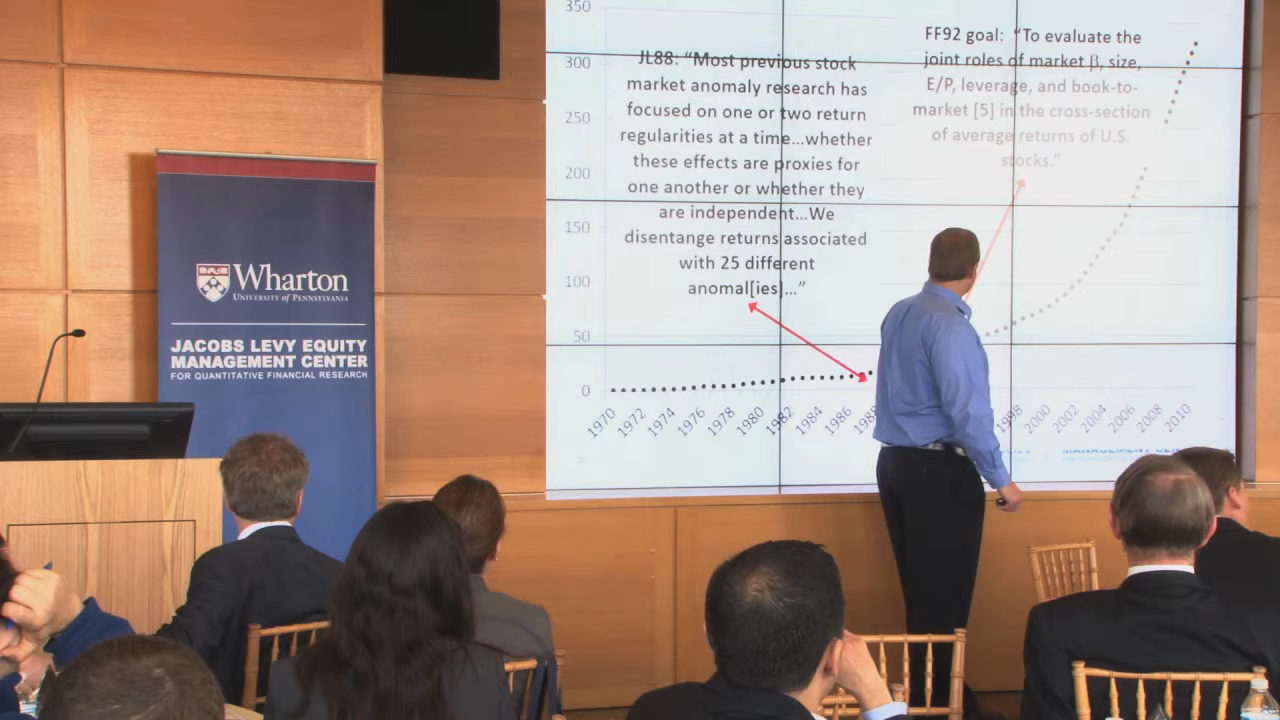 Wharton
UNIVERSITY of PENNSYLVANIA
JACOBS LEVY EQUITY
MANAGEMENT CENTER
FOR QUANTITATIVE FINANCIAL RESEARCH
350
300
250
200
150
100
50
0
JL88: “Most previous stock
market anomaly research has
focused on one or two return
regularities at a time…whether
these effects are proxies for
one another or whether they
are independent…We
disentange returns associated
with 25 different
anomal[ies]…”
FF92 goal: “To evaluate the
joint roles of market β, size,
E/P, leverage, and book-to-
market [5] in the cross-section
of average returns of U.S.
stocks.”
1970 1972 1974 1976 1978 1980 1982 1984 1986 1998 2000 2002 2004 2006 2008 2010